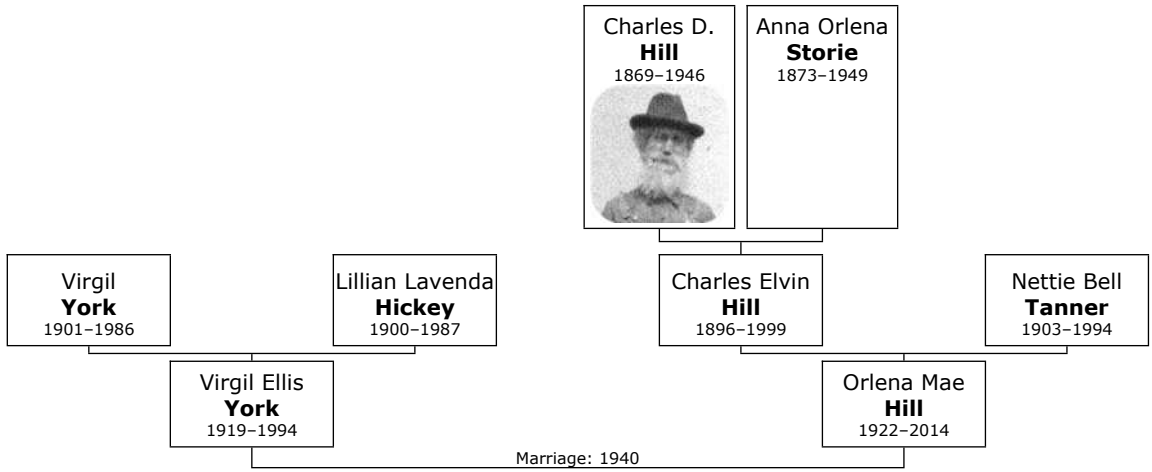 Charles D.
Hill
1869–1946
Anna Orlena
Storie
1873–1949
Virgil
York
1901–1986
Lillian Lavenda
Hickey
1900–1987
Charles Elvin
Hill
1896–1999
Nettie Bell
Tanner
1903–1994
Virgil Ellis
York
1919–1994
Orlena Mae
Hill
1922–2014
Marriage: 1940